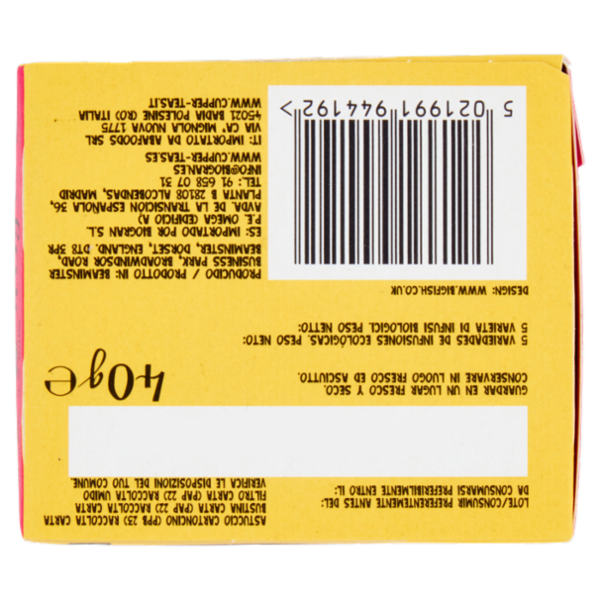 LOTE/CONSUMIR PREFERENTEMENTE ANTES DEL:
DA CONSUMARSI PREFERIBILMENTE ENTRO IL:
ASTUCCIO CARTONCINO (PPB 23) RACCOLTA CARTA
BUSTINA CARTA (PAP 22) RACCOLTA CARTA
FILTRO CARTA (PAP 22) RACCOLTA UMIDO
VERIFICA LE DISPOSIZIONI DEL TUO COMUNE
GUARDAR EN UN LUGAR FRESCO Y SECO.
CONSERVARE IN LUOGO FRESCO ED ASCIUTTO.
5 VARIEDADES DE INFUSIONES ECOLÓGICAS. PESO NETO:
5 VARIETÀ DI INFUSI BIOLOGICI. PESO NETTO:
40g e
DESIGN: WWW.BIGFISH.CO.UK
5 021991 944192 >
PRODUCIDO / PRODOTTO IN: BEAMINSTER
BUSINESS PARK, BROADWINDSOR ROAD,
BEAMINSTER, DORSET, ENGLAND, DT8 3PR
ES: IMPORTADO POR BIOGRAN S.L.
P.E. OMEGA (EDIFICIO A)
AVDA. DE LA TRANSICIÓN ESPAÑOLA 36,
PLANTA B 28108 ALCOBENDAS, MADRID
TEL: 91 658 07 31
INFO@BIOGRAN.ES
WWW.CUPPER-TEAS.ES
IT: IMPORTATO DA ABAFOODS SRL
VIA CA' MIGNOLA NUOVA 1775
45021 BADIA POLESINE (RO) ITALIA
WWW.CUPPER-TEAS.IT